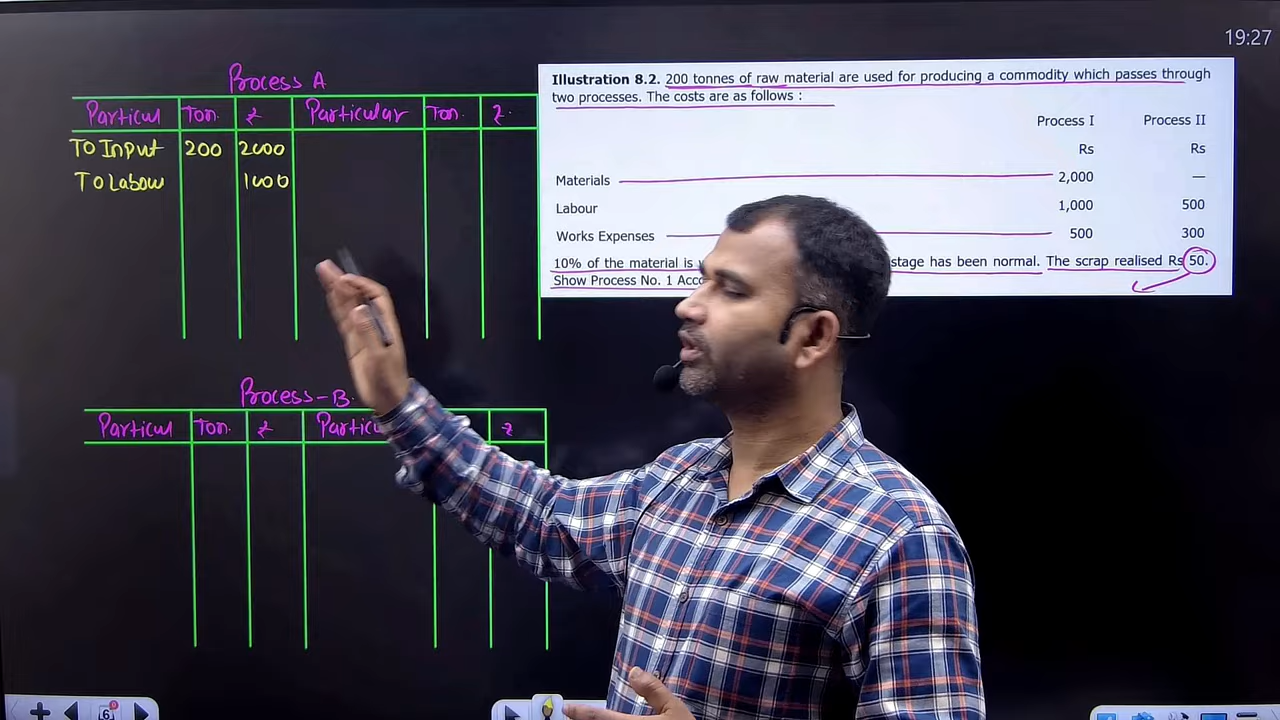 19:27
Process A
Particul Ton. ₹ Particular Ton. ₹
To Input 200 2000
To Labou 1000
Illustration 8.2. 200 tonnes of raw material are used for producing a commodity which passes through
two processes. The costs are as follows :
Process I Process II
Rs Rs
Materials 2,000 —
Labour 1,000 500
Works Expenses 500 300
10% of the material is stage has been normal. The scrap realised Rs 50.
Show Process No. 1
Process-B.
Particul Ton. ₹ ₹
6